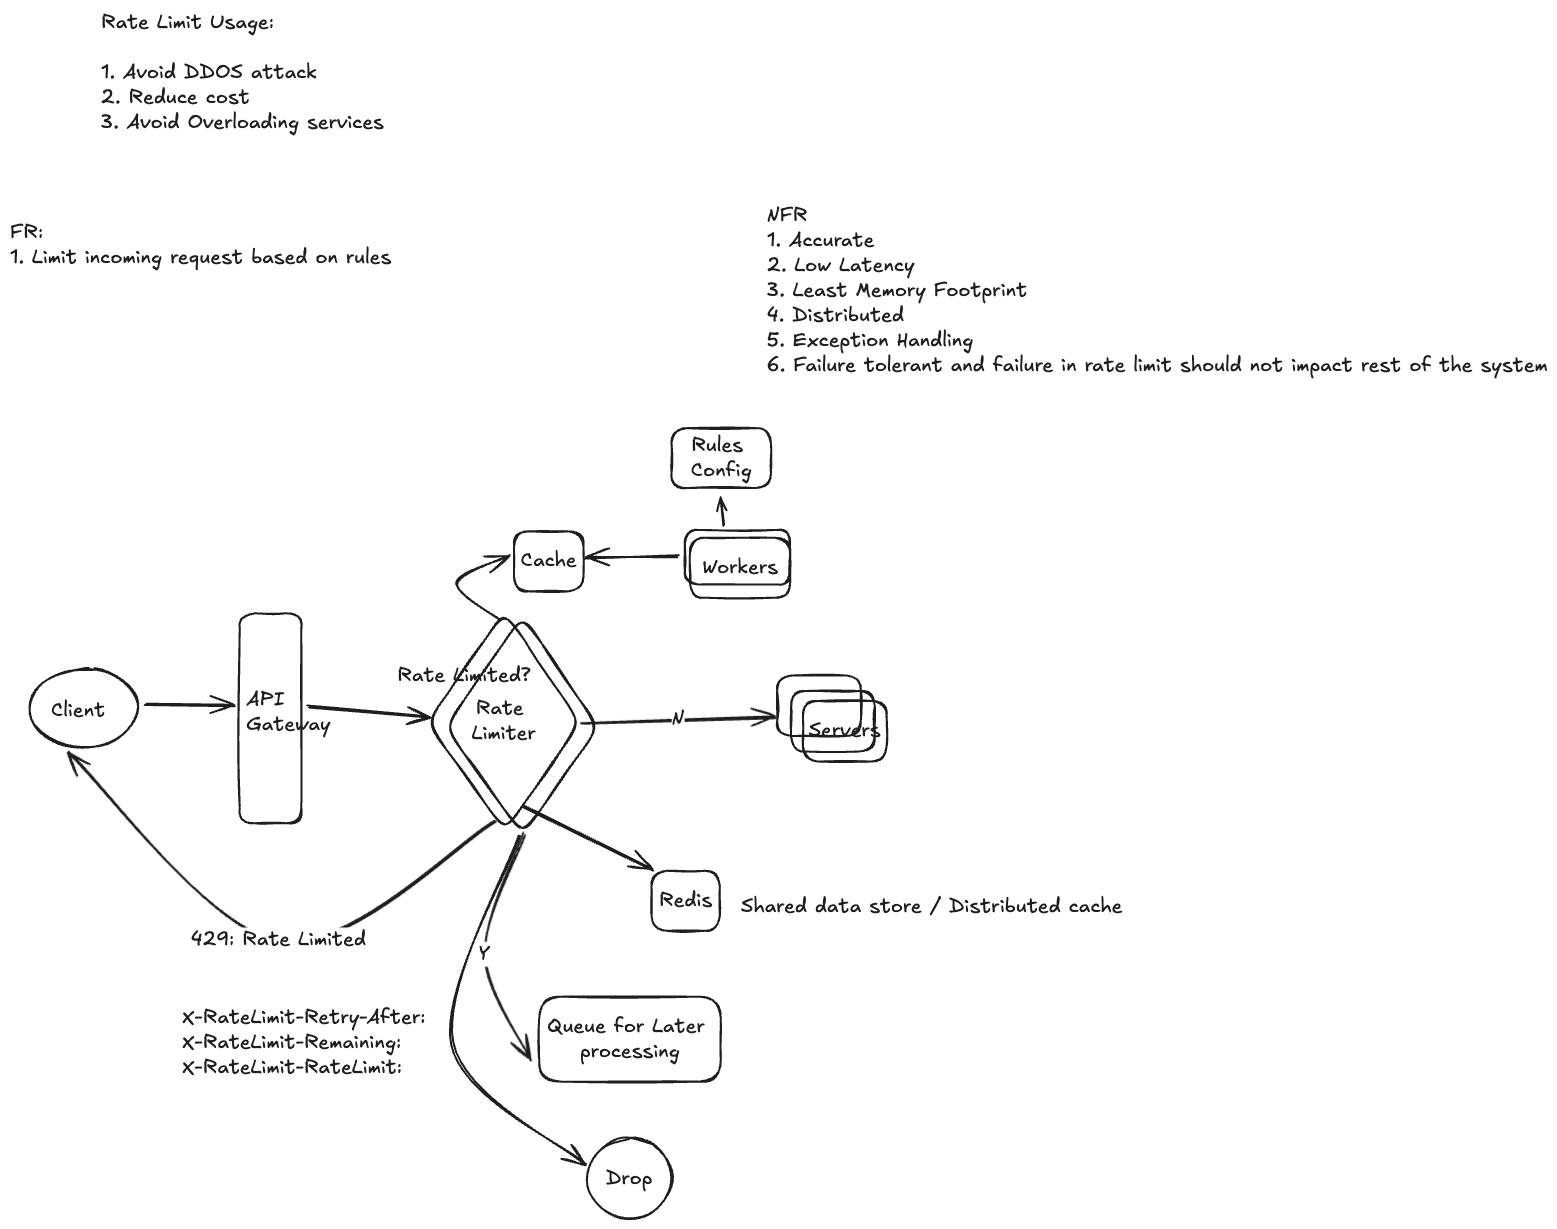 Rate Limit Usage:
1. Avoid DDOS attack
2. Reduce cost
3. Avoid Overloading services
FR:
1. Limit incoming request based on rules
NFR
1. Accurate
2. Low Latency
3. Least Memory Footprint
4. Distributed
5. Exception Handling
6. Failure tolerant and failure in rate limit should not impact rest of the system
Rules
Config
Cache
Workers
Client
API
Gateway
Rate Limited?
Rate
Limiter
N
Servers
Redis
Shared data store / Distributed cache
429: Rate Limited
Y
X-RateLimit-Retry-After:
X-RateLimit-Remaining:
X-RateLimit-RateLimit:
Queue for Later
processing
Drop